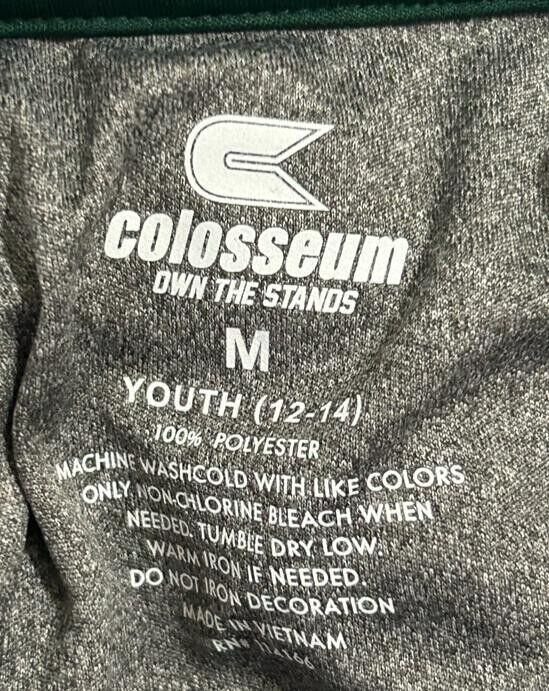 colosseum
OWN THE STANDS
M
YOUTH (12-14)
100% POLYESTER
MACHINE WASHCOLD WITH LIKE COLORS
ONLY. NON-CHLORINE BLEACH WHEN
NEEDED. TUMBLE DRY LOW.
WARM IRON IF NEEDED.
DO NOT IRON DECORATION
MADE IN VIETNAM
RN#